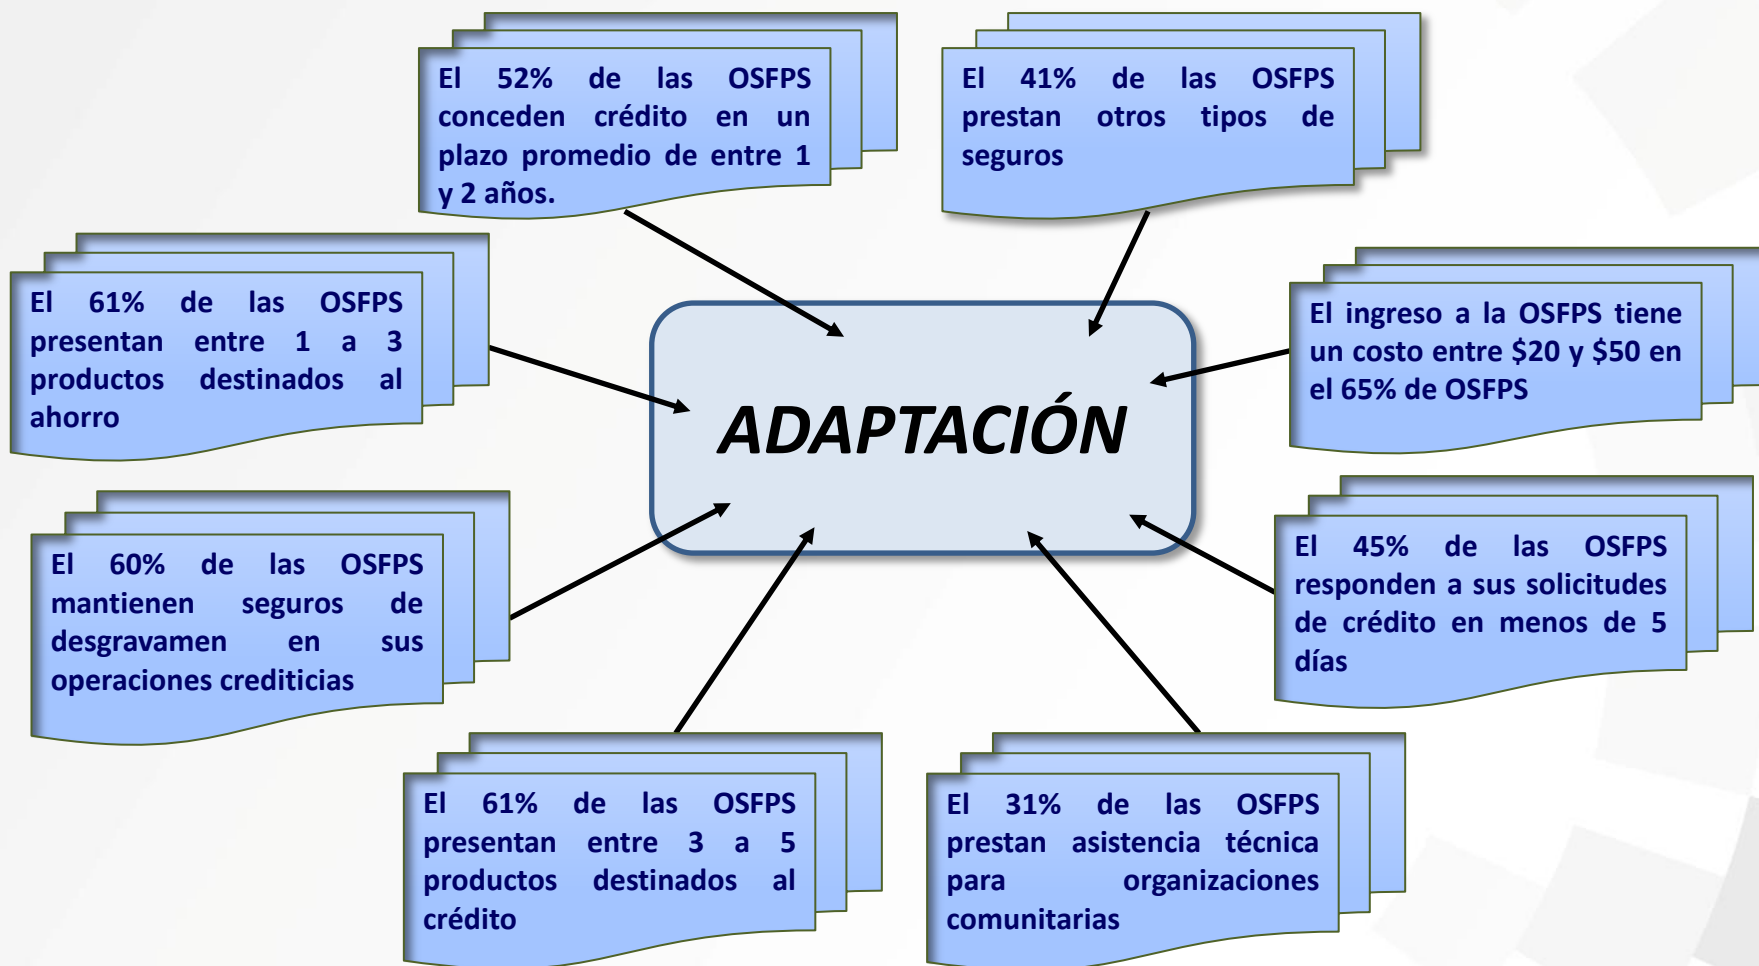 El 52% de las OSFPS
conceden crédito en un
plazo promedio de entre 1
y 2 años.
El 41% de las OSFPS
prestan otros tipos de
seguros
El 61% de las OSFPS
presentan entre 1 a 3
productos destinados al
ahorro
El ingreso a la OSFPS tiene
un costo entre $20 y $50 en
el 65% de OSFPS
ADAPTACIÓN
El 60% de las OSFPS
mantienen seguros de
desgravamen en sus
operaciones crediticias
El 45% de las OSFPS
responden a sus solicitudes
de crédito en menos de 5
días
El 61% de las OSFPS
presentan entre 3 a 5
productos destinados al
crédito
El 31% de las OSFPS
prestan asistencia técnica
para organizaciones
comunitarias